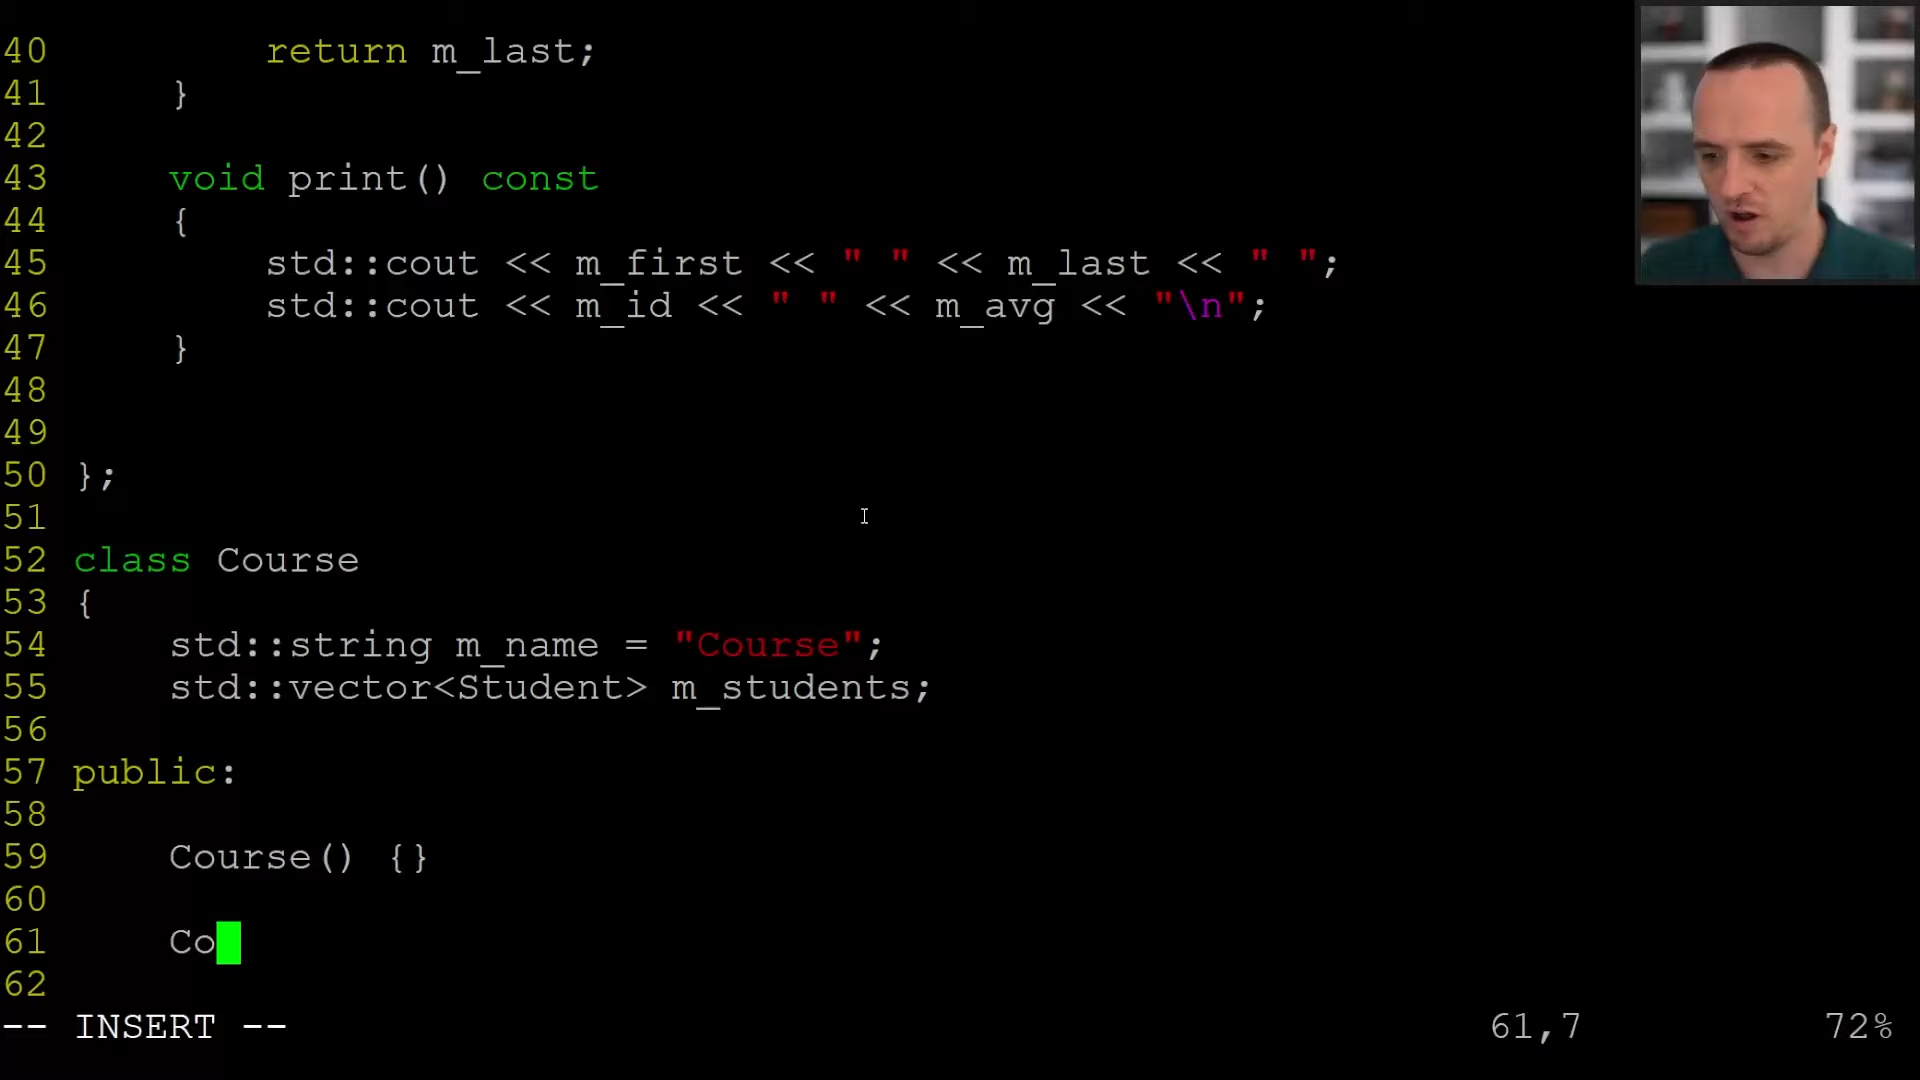 40         return m_last;
41     }
42
43     void print() const
44     {
45         std::cout << m_first << " " << m_last << " ";
46         std::cout << m_id << " " << m_avg << "\n";
47     }
48
49
50 };
51
52 class Course
53 {
54     std::string m_name = "Course";
55     std::vector<Student> m_students;
56
57 public:
58
59     Course() {}
60
61     Co
62
-- INSERT --    61,7    72%